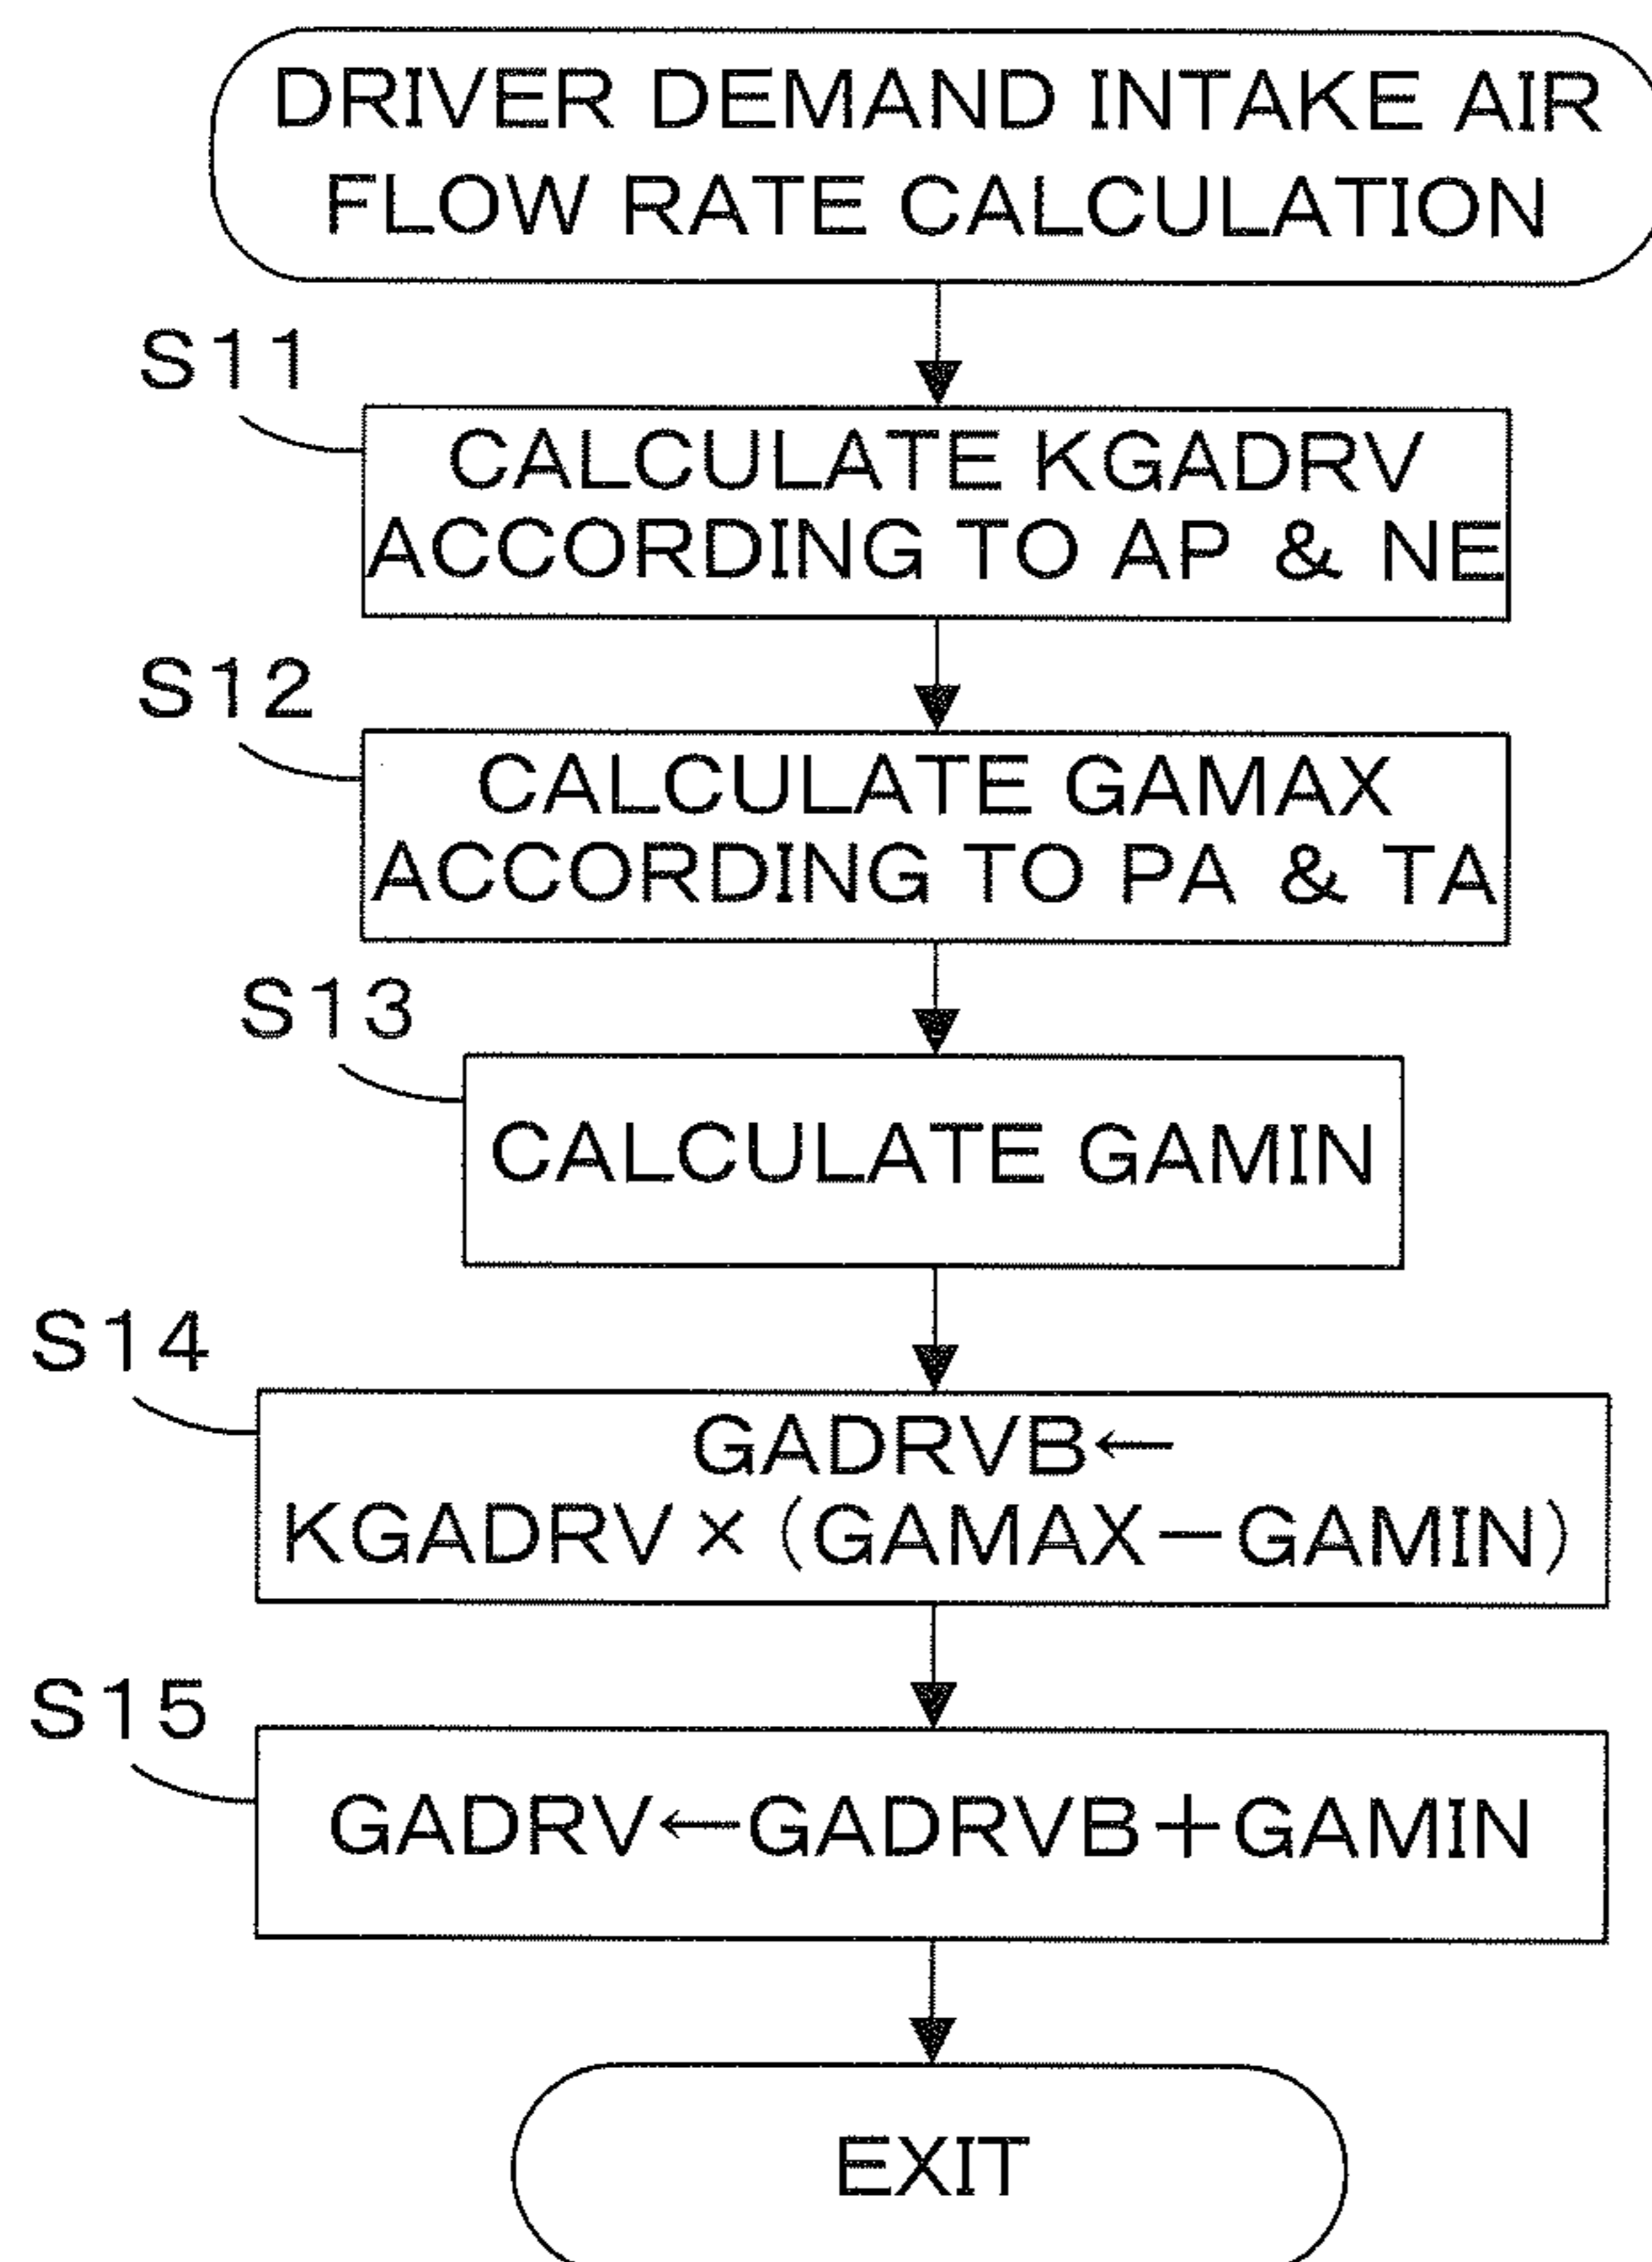 DRIVER DEMAND INTAKE AIR
FLOW RATE CALCULATION
S11
CALCULATE KGADRV
ACCORDING TO AP & NE
S12
CALCULATE GAMAX
ACCORDING TO PA & TA
S13
CALCULATE GAMIN
S14
GADRVB←
KGADRV×(GAMAX−GAMIN)
S15
GADRV←GADRVB+GAMIN
EXIT